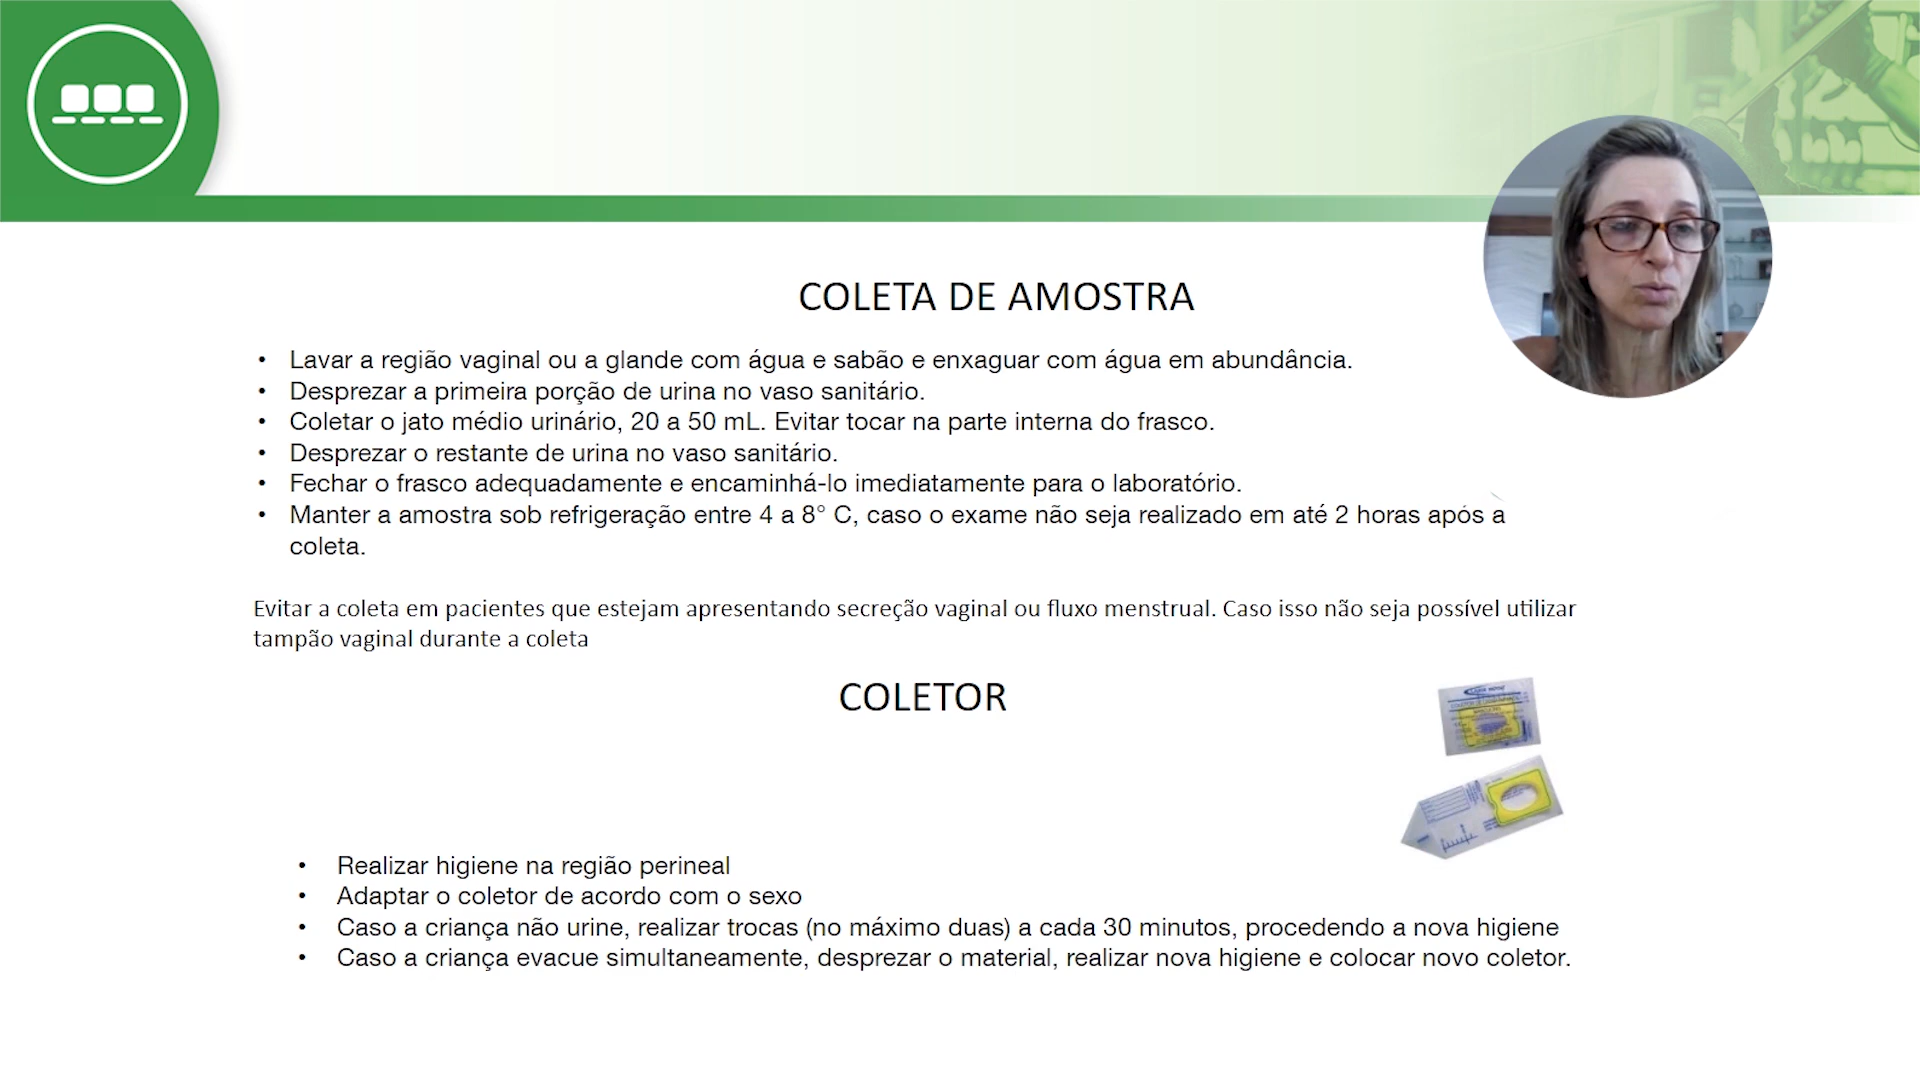 COLETA DE AMOSTRA
• Lavar a região vaginal ou a glande com água e sabão e enxaguar com água em abundância.
• Desprezar a primeira porção de urina no vaso sanitário.
• Coletar o jato médio urinário, 20 a 50 mL. Evitar tocar na parte interna do frasco.
• Desprezar o restante de urina no vaso sanitário.
• Fechar o frasco adequadamente e encaminhá-lo imediatamente para o laboratório.
• Manter a amostra sob refrigeração entre 4 a 8° C, caso o exame não seja realizado em até 2 horas após a
coleta.
Evitar a coleta em pacientes que estejam apresentando secreção vaginal ou fluxo menstrual. Caso isso não seja possível utilizar
tampão vaginal durante a coleta
COLETOR
• Realizar higiene na região perineal
• Adaptar o coletor de acordo com o sexo
• Caso a criança não urine, realizar trocas (no máximo duas) a cada 30 minutos, procedendo a nova higiene
• Caso a criança evacue simultaneamente, desprezar o material, realizar nova higiene e colocar novo coletor.